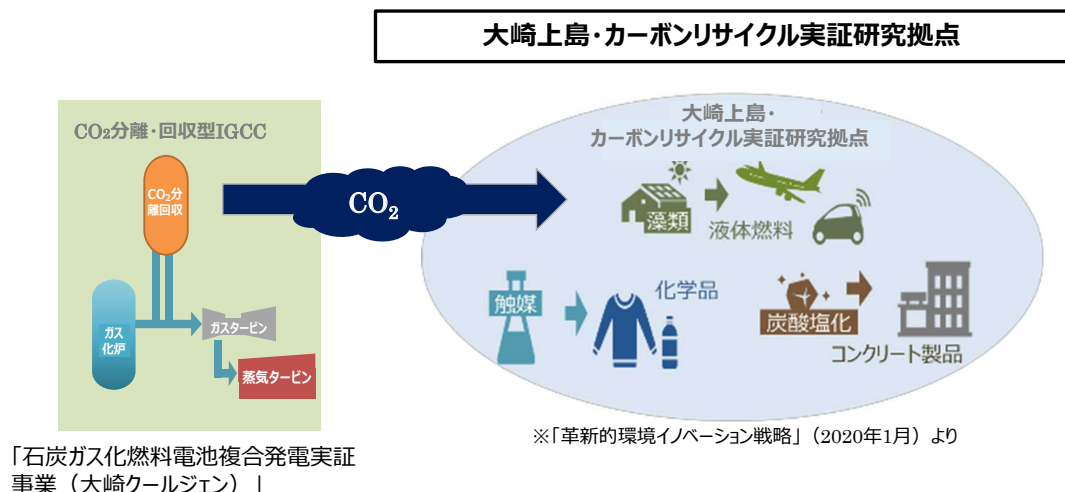 大崎上島・カーボンリサイクル実証研究拠点
CO₂分離・回収型IGCC
CO₂分
離回収
ガス
化炉
ガスタービン
蒸気タービン
CO₂
大崎上島・
カーボンリサイクル実証研究拠点
藻類
液体燃料
触媒
化学品
炭酸塩化
コンクリート製品
※「革新的環境イノベーション戦略」（2020年1月）より
「石炭ガス化燃料電池複合発電実証
事業（大崎クールジェン）」